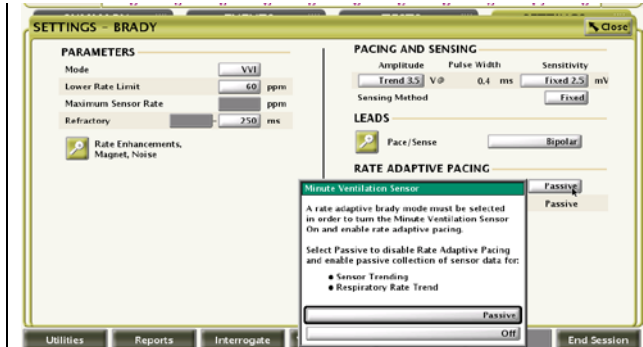 SETTINGS - BRADY
Close
PARAMETERS
Mode VVI
Lower Rate Limit 60 ppm
Maximum Sensor Rate ppm
Refractory - 250 ms
Rate Enhancements,
Magnet, Noise
PACING AND SENSING
Amplitude Pulse Width Sensitivity
Trend 3.5 V@ 0.4 ms Fixed 2.5 mV
Sensing Method Fixed
LEADS
Pace/Sense Bipolar
RATE ADAPTIVE PACING
Passive
Passive
Minute Ventilation Sensor
A rate adaptive brady mode must be selected
in order to turn the Minute Ventilation Sensor
On and enable rate adaptive pacing.
Select Passive to disable Rate Adaptive Pacing
and enable passive collection of sensor data for:
• Sensor Trending
• Respiratory Rate Trend
Passive
Off
Utilities Reports Interrogate End Session